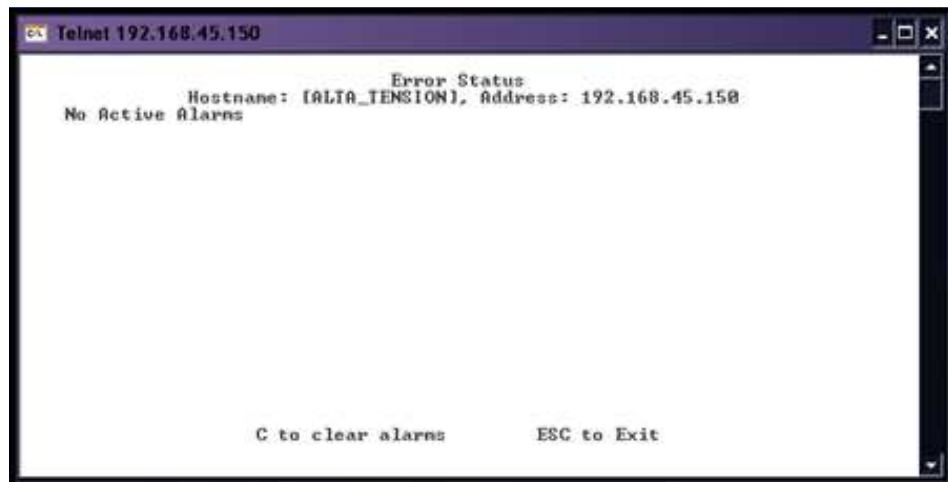 Telnet 192.168.45.150
Error Status
Hostname: [ALTA_TENSION], Address: 192.168.45.150
No Active Alarms
C to clear alarms ESC to Exit